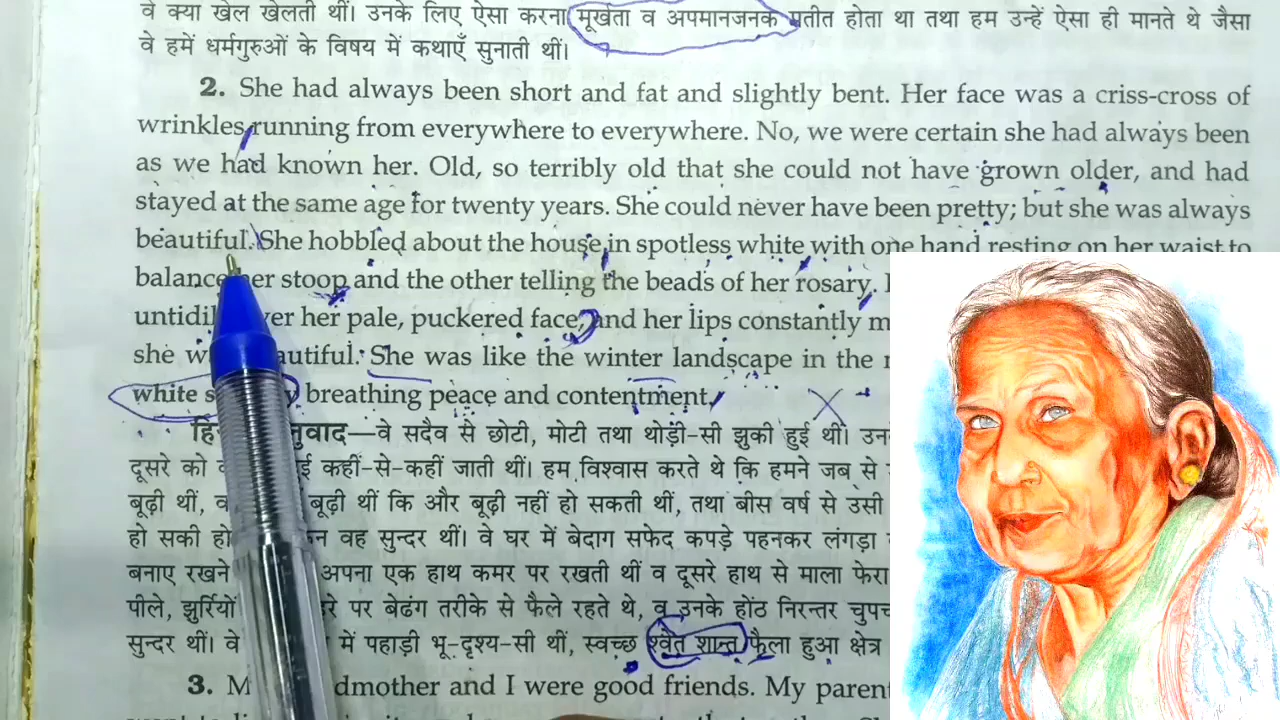 वे क्या खेल खेलती थीं। उनके लिए ऐसा करना मूर्खता व अपमानजनक प्रतीत होता था तथा हम उन्हें ऐसा ही मानते थे जैसा
वे हमें धर्मगुरुओं के विषय में कथाएँ सुनाती थीं।
2. She had always been short and fat and slightly bent. Her face was a criss-cross of
wrinkles running from everywhere to everywhere. No, we were certain she had always been
as we had known her. Old, so terribly old that she could not have grown older, and had
stayed at the same age for twenty years. She could never have been pretty; but she was always
beautiful. She hobbled about the house in spotless white with one hand resting on her waist to
balance her stoop and the other telling the beads of her rosary.
her pale, puckered face, and her lips constantly
she was like the winter landscape in the
white breathing peace and contentment.
वे सदैव से छोटी, मोटी तथा थोड़ी-सी झुकी हुई थीं।
दूसरे को कहीं-से-कहीं जाती थीं। हम विश्वास करते थे कि हमने जब से
बूढ़ी थीं, बूढ़ी थीं कि और बूढ़ी नहीं हो सकती थीं, तथा बीस वर्ष से उसी
हो सकी वह सुन्दर थीं। वे घर में बेदाग सफेद कपड़े पहनकर लंगड़ा
बनाए रखने अपना एक हाथ कमर पर रखती थीं व दूसरे हाथ से माला
पीले, पर बेढंग तरीके से फैले रहते थे, व उनके होंठ निरन्तर
सुन्दर थीं। वे में पहाड़ी भू-दृश्य-सी थीं, स्वच्छ श्वेत शान्त फैला हुआ क्षेत्र
3. and I were good friends. My